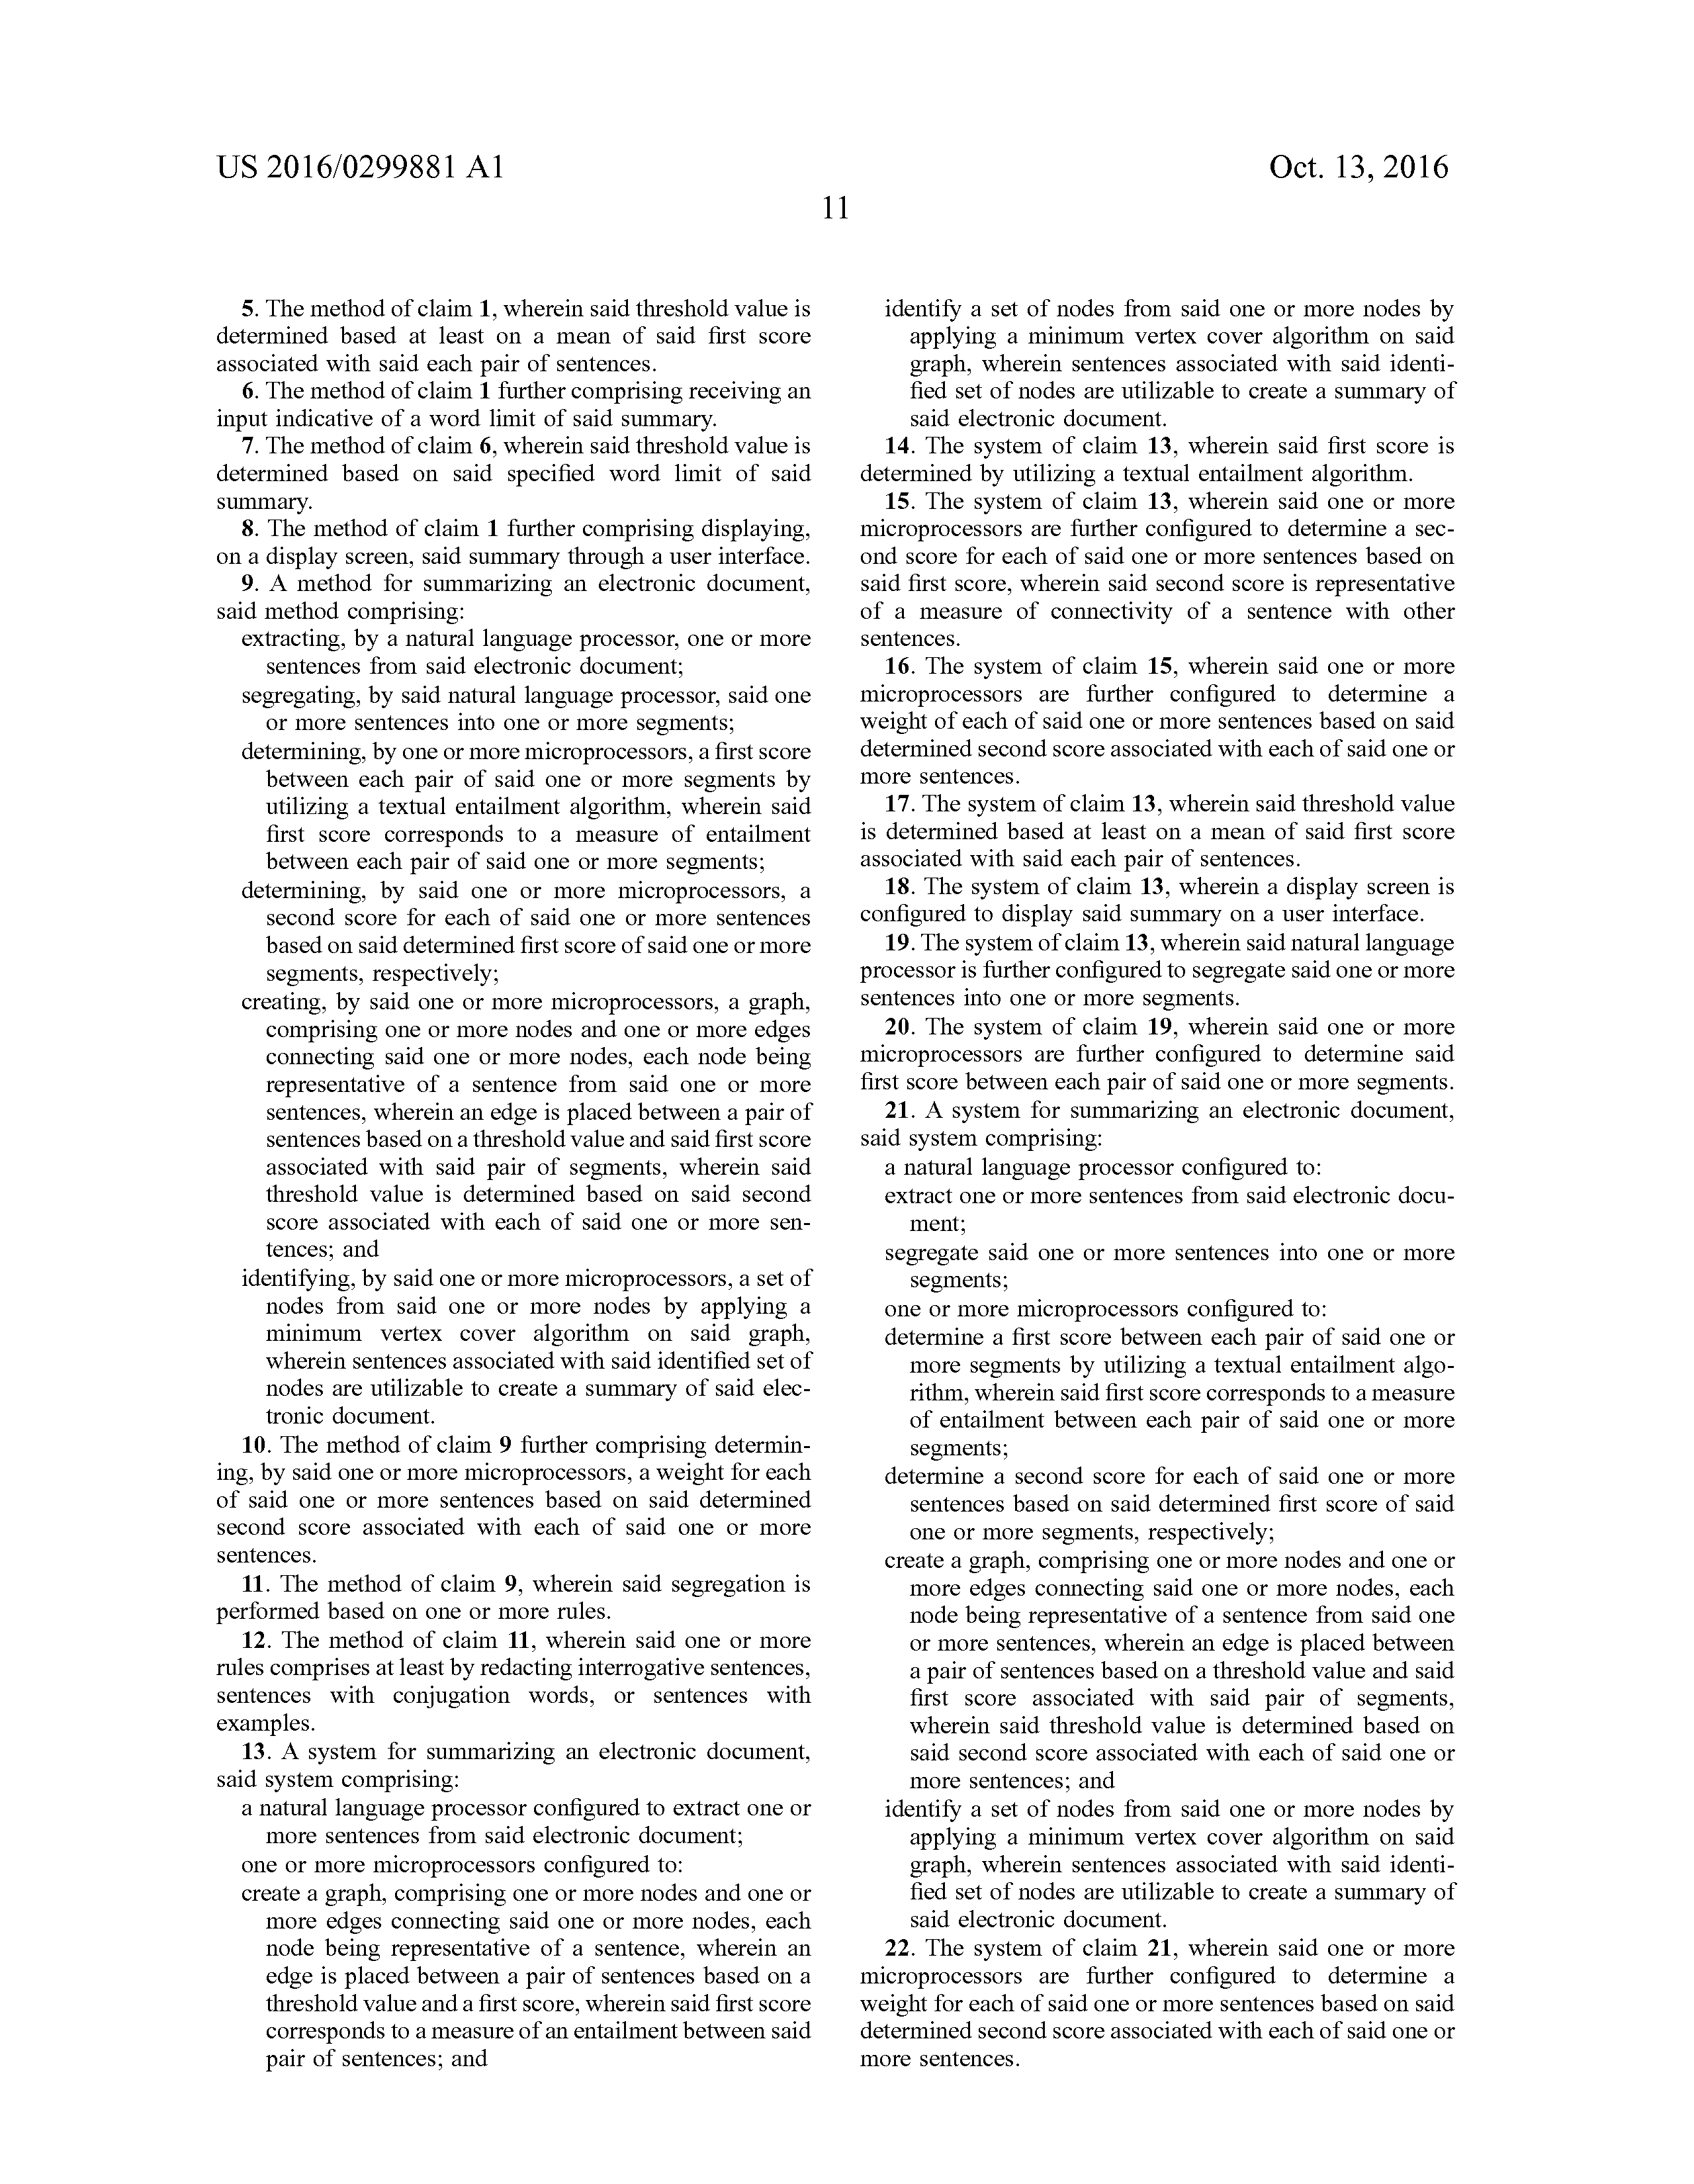 US 2016/0299881 A1
Oct. 13, 2016
11
5. The method of claim 1, wherein said threshold value is
determined based at least on a mean of said first score
associated with said each pair of sentences.
6. The method of claim 1 further comprising receiving an
input indicative of a word limit of said summary.
7. The method of claim 6, wherein said threshold value is
determined based on said specified word limit of said
summary.
8. The method of claim 1 further comprising displaying,
on a display screen, said summary through a user interface.
9. A method for summarizing an electronic document,
said method comprising:
extracting, by a natural language processor, one or more
sentences from said electronic document;
segregating, by said natural language processor, said one
or more sentences into one or more segments;
determining, by one or more microprocessors, a first score
between each pair of said one or more segments by
utilizing a textual entailment algorithm, wherein said
first score corresponds to a measure of entailment
between each pair of said one or more segments;
determining, by said one or more microprocessors, a
second score for each of said one or more sentences
based on said determined first score of said one or more
segments, respectively;
creating, by said one or more microprocessors, a graph,
comprising one or more nodes and one or more edges
connecting said one or more nodes, each node being
representative of a sentence from said one or more
sentences, wherein an edge is placed between a pair of
sentences based on a threshold value and said first score
associated with said pair of segments, wherein said
threshold value is determined based on said second
score associated with each of said one or more sen-
tences; and
identifying, by said one or more microprocessors, a set of
nodes from said one or more nodes by applying a
minimum vertex cover algorithm on said graph,
wherein sentences associated with said identified set of
nodes are utilizable to create a summary of said elec-
tronic document.
10. The method of claim 9 further comprising determin-
ing, by said one or more microprocessors, a weight for each
of said one or more sentences based on said determined
second score associated with each of said one or more
sentences.
11. The method of claim 9, wherein said segregation is
performed based on one or more rules.
12. The method of claim 11, wherein said one or more
rules comprises at least by redacting interrogative sentences,
sentences with conjugation words, or sentences with
examples.
13. A system for summarizing an electronic document,
said system comprising:
a natural language processor configured to extract one or
more sentences from said electronic document;
one or more microprocessors configured to:
create a graph, comprising one or more nodes and one or
more edges connecting said one or more nodes, each
node being representative of a sentence, wherein an
edge is placed between a pair of sentences based on a
threshold value and a first score, wherein said first score
corresponds to a measure of an entailment between said
pair of sentences; and
identify a set of nodes from said one or more nodes by
applying a minimum vertex cover algorithm on said
graph, wherein sentences associated with said identi-
fied set of nodes are utilizable to create a summary of
said electronic document.
14. The system of claim 13, wherein said first score is
determined by utilizing a textual entailment algorithm.
15. The system of claim 13, wherein said one or more
microprocessors are further configured to determine a sec-
ond score for each of said one or more sentences based on
said first score, wherein said second score is representative
of a measure of connectivity of a sentence with other
sentences.
16. The system of claim 15, wherein said one or more
microprocessors are further configured to determine a
weight of each of said one or more sentences based on said
determined second score associated with each of said one or
more sentences.
17. The system of claim 13, wherein said threshold value
is determined based at least on a mean of said first score
associated with said each pair of sentences.
18. The system of claim 13, wherein a display screen is
configured to display said summary on a user interface.
19. The system of claim 13, wherein said natural language
processor is further configured to segregate said one or more
sentences into one or more segments.
20. The system of claim 19, wherein said one or more
microprocessors are further configured to determine said
first score between each pair of said one or more segments.
21. A system for summarizing an electronic document,
said system comprising:
a natural language processor configured to:
extract one or more sentences from said electronic docu-
ment;
segregate said one or more sentences into one or more
segments;
one or more microprocessors configured to:
determine a first score between each pair of said one or
more segments by utilizing a textual entailment algo-
rithm, wherein said first score corresponds to a measure
of entailment between each pair of said one or more
segments;
determine a second score for each of said one or more
sentences based on said determined first score of said
one or more segments, respectively;
create a graph, comprising one or more nodes and one or
more edges connecting said one or more nodes, each
node being representative of a sentence from said one
or more sentences, wherein an edge is placed between
a pair of sentences based on a threshold value and said
first score associated with said pair of segments,
wherein said threshold value is determined based on
said second score associated with each of said one or
more sentences; and
identify a set of nodes from said one or more nodes by
applying a minimum vertex cover algorithm on said
graph, wherein sentences associated with said identi-
fied set of nodes are utilizable to create a summary of
said electronic document.
22. The system of claim 21, wherein said one or more
microprocessors are further configured to determine a
weight for each of said one or more sentences based on said
determined second score associated with each of said one or
more sentences.